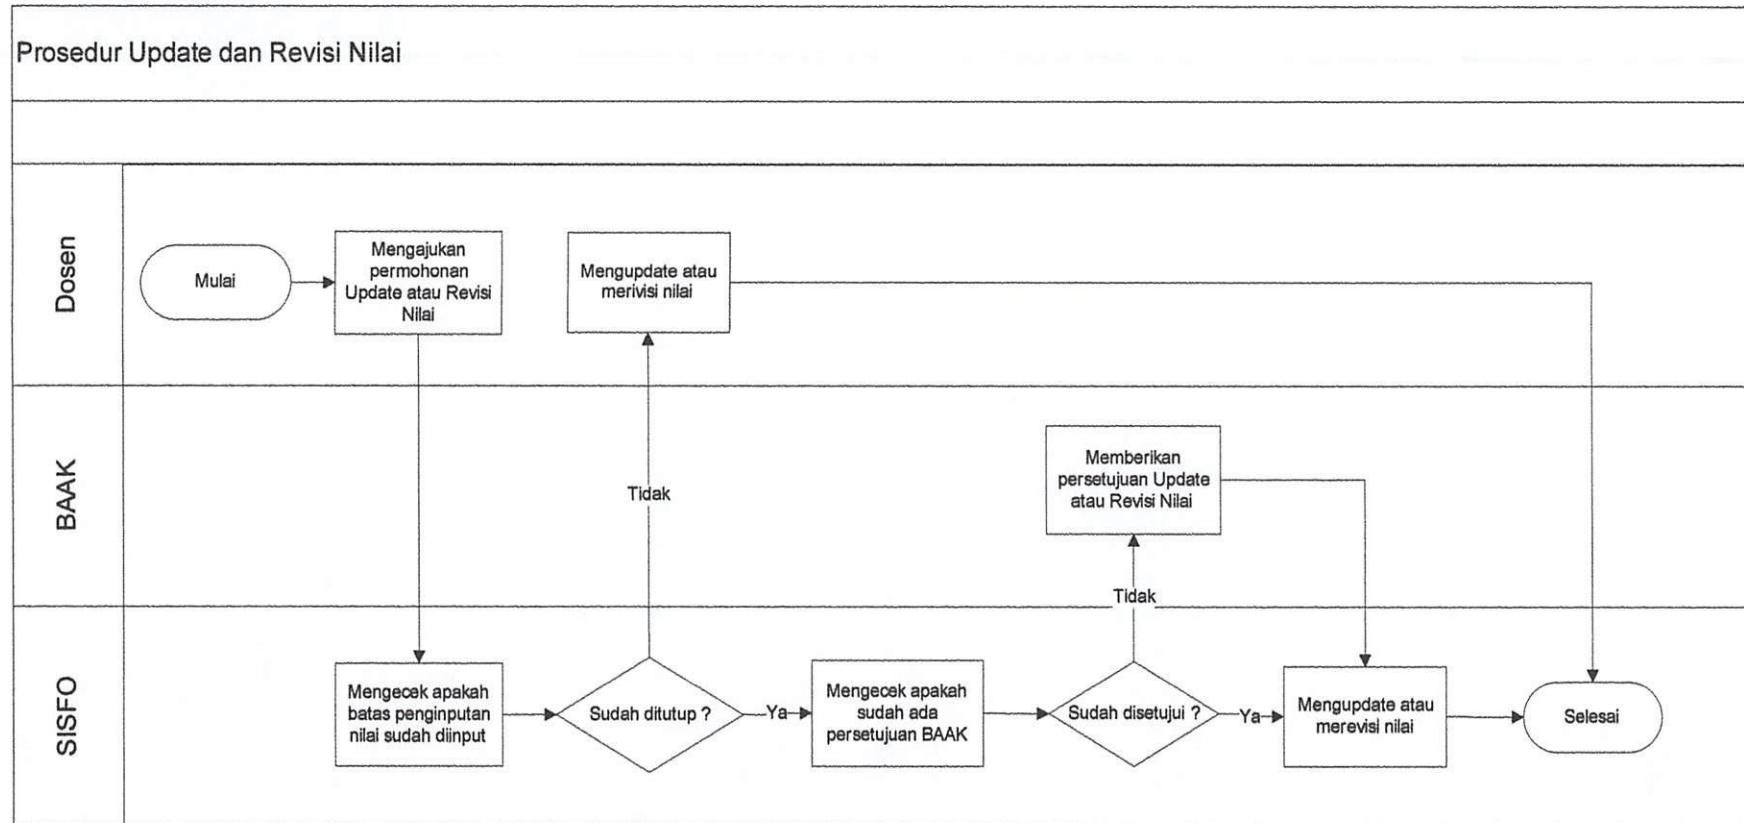 Prosedur Update dan Revisi Nilai
Dosen
Mulai
Mengajukan
permohonan
Update atau Revisi
Nilai
Mengupdate atau
merivisi nilai
BAAK
Tidak
Memberikan
persetujuan Update
atau Revisi Nilai
Tidak
SISFO
Mengecek apakah
batas penginputan
nilai sudah diinput
Sudah ditutup ?
Ya
Mengecek apakah
sudah ada
persetujuan BAAK
Sudah disetujui ?
Ya
Mengupdate atau
merevisi nilai
Selesai